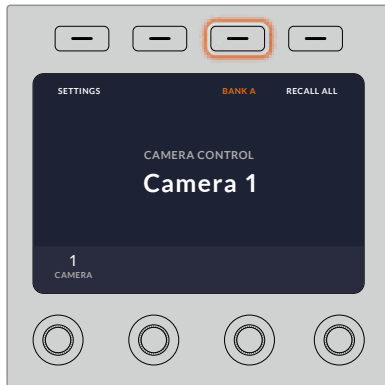 SETTINGS BANK A RECALL ALL
CAMERA CONTROL
Camera 1
1
CAMERA